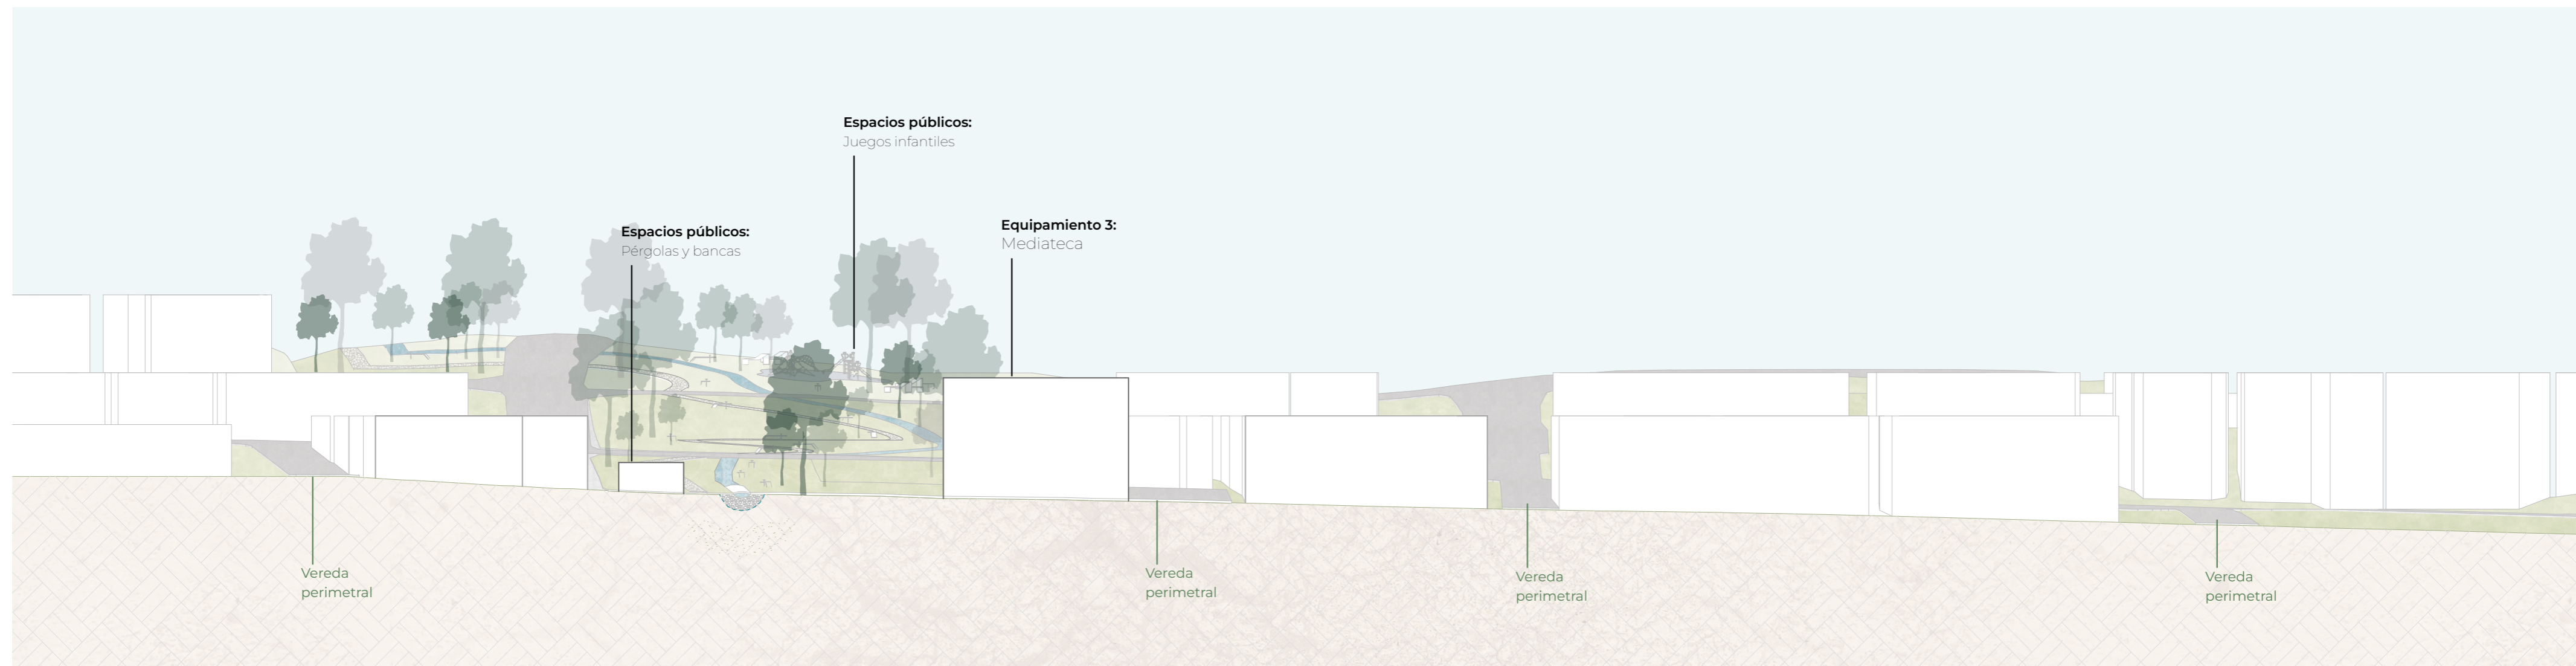 Espacios públicos:
Juegos infantiles
Espacios públicos:
Pérgolas y bancas
Equipamiento 3:
Mediateca
Vereda
perimetral
Vereda
perimetral
Vereda
perimetral
Vereda
perimetral